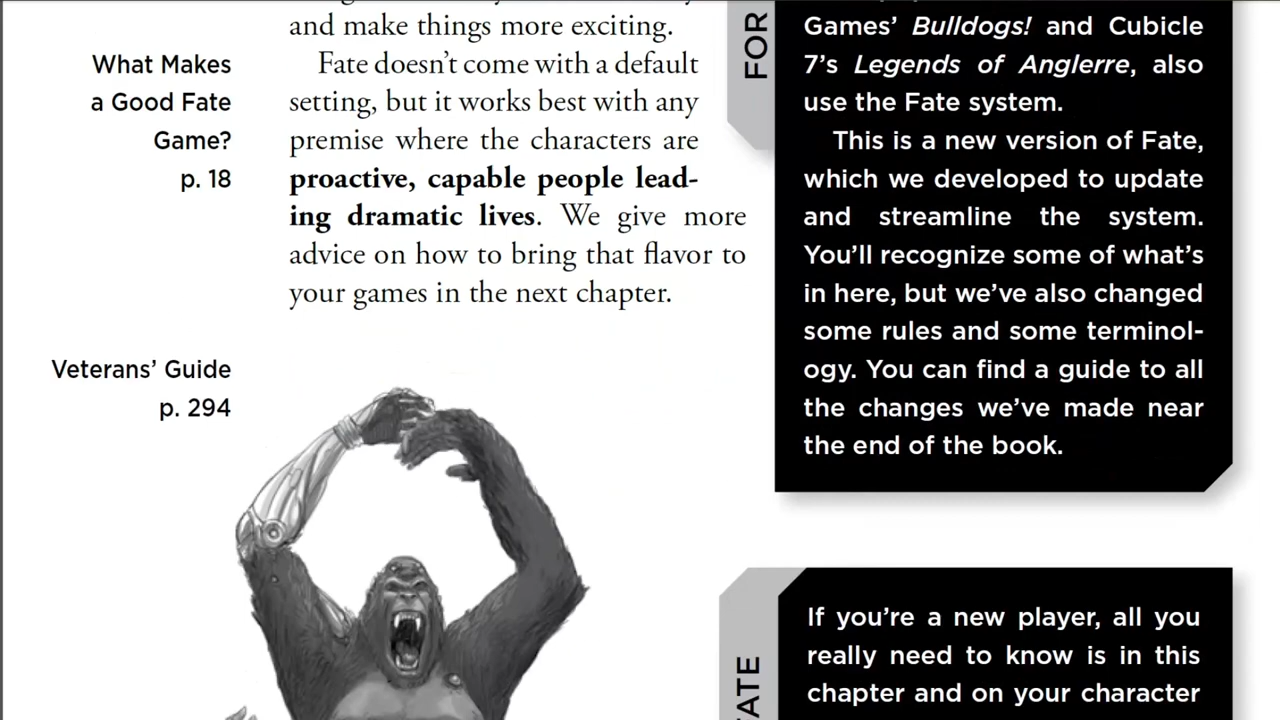 and make things more exciting.
What Makes
a Good Fate
Game?
p. 18
Fate doesn’t come with a default
setting, but it works best with any
premise where the characters are
proactive, capable people lead-
ing dramatic lives. We give more
advice on how to bring that flavor to
your games in the next chapter.
Veterans’ Guide
p. 294
FOR
Games’ Bulldogs! and Cubicle
7’s Legends of Anglerre, also
use the Fate system.
This is a new version of Fate,
which we developed to update
and streamline the system.
You’ll recognize some of what’s
in here, but we’ve also changed
some rules and some terminol-
ogy. You can find a guide to all
the changes we’ve made near
the end of the book.
If you’re a new player, all you
really need to know is in this
chapter and on your character